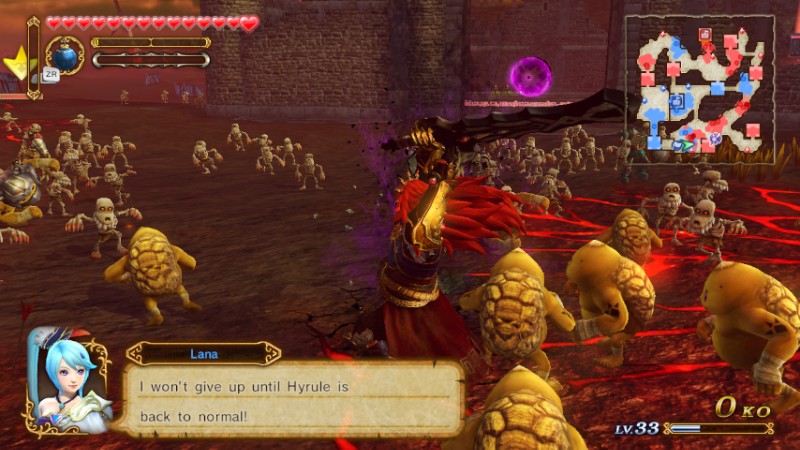 ZR
Lana
I won't give up until Hyrule is
back to normal!
0 KO
LV.33